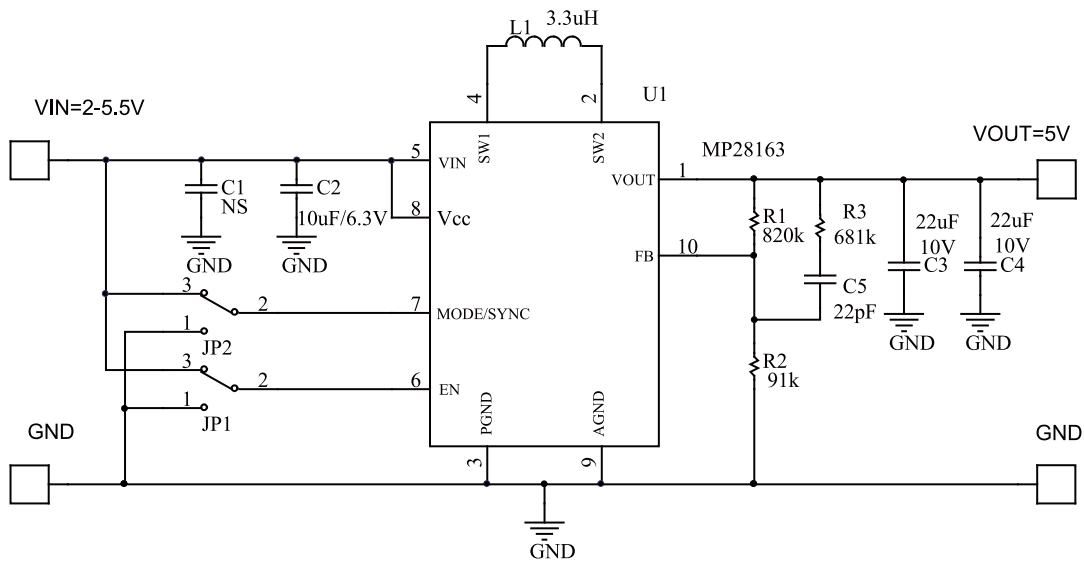 L1 3.3uH
4
2
U1
VIN=2-5.5V
VOUT=5V
SW1
SW2
MP28163
5
VIN
VOUT
1
C1
NS
C2
10uF/6.3V
8
Vcc
R1
820k
R3
681k
22uF
10V
C3
22uF
10V
C4
GND
GND
FB
10
C5
22pF
3
2
7
MODE/SYNC
GND
GND
1
JP2
3
2
6
EN
R2
91k
1
JP1
PGND
AGND
GND
GND
3
9
GND